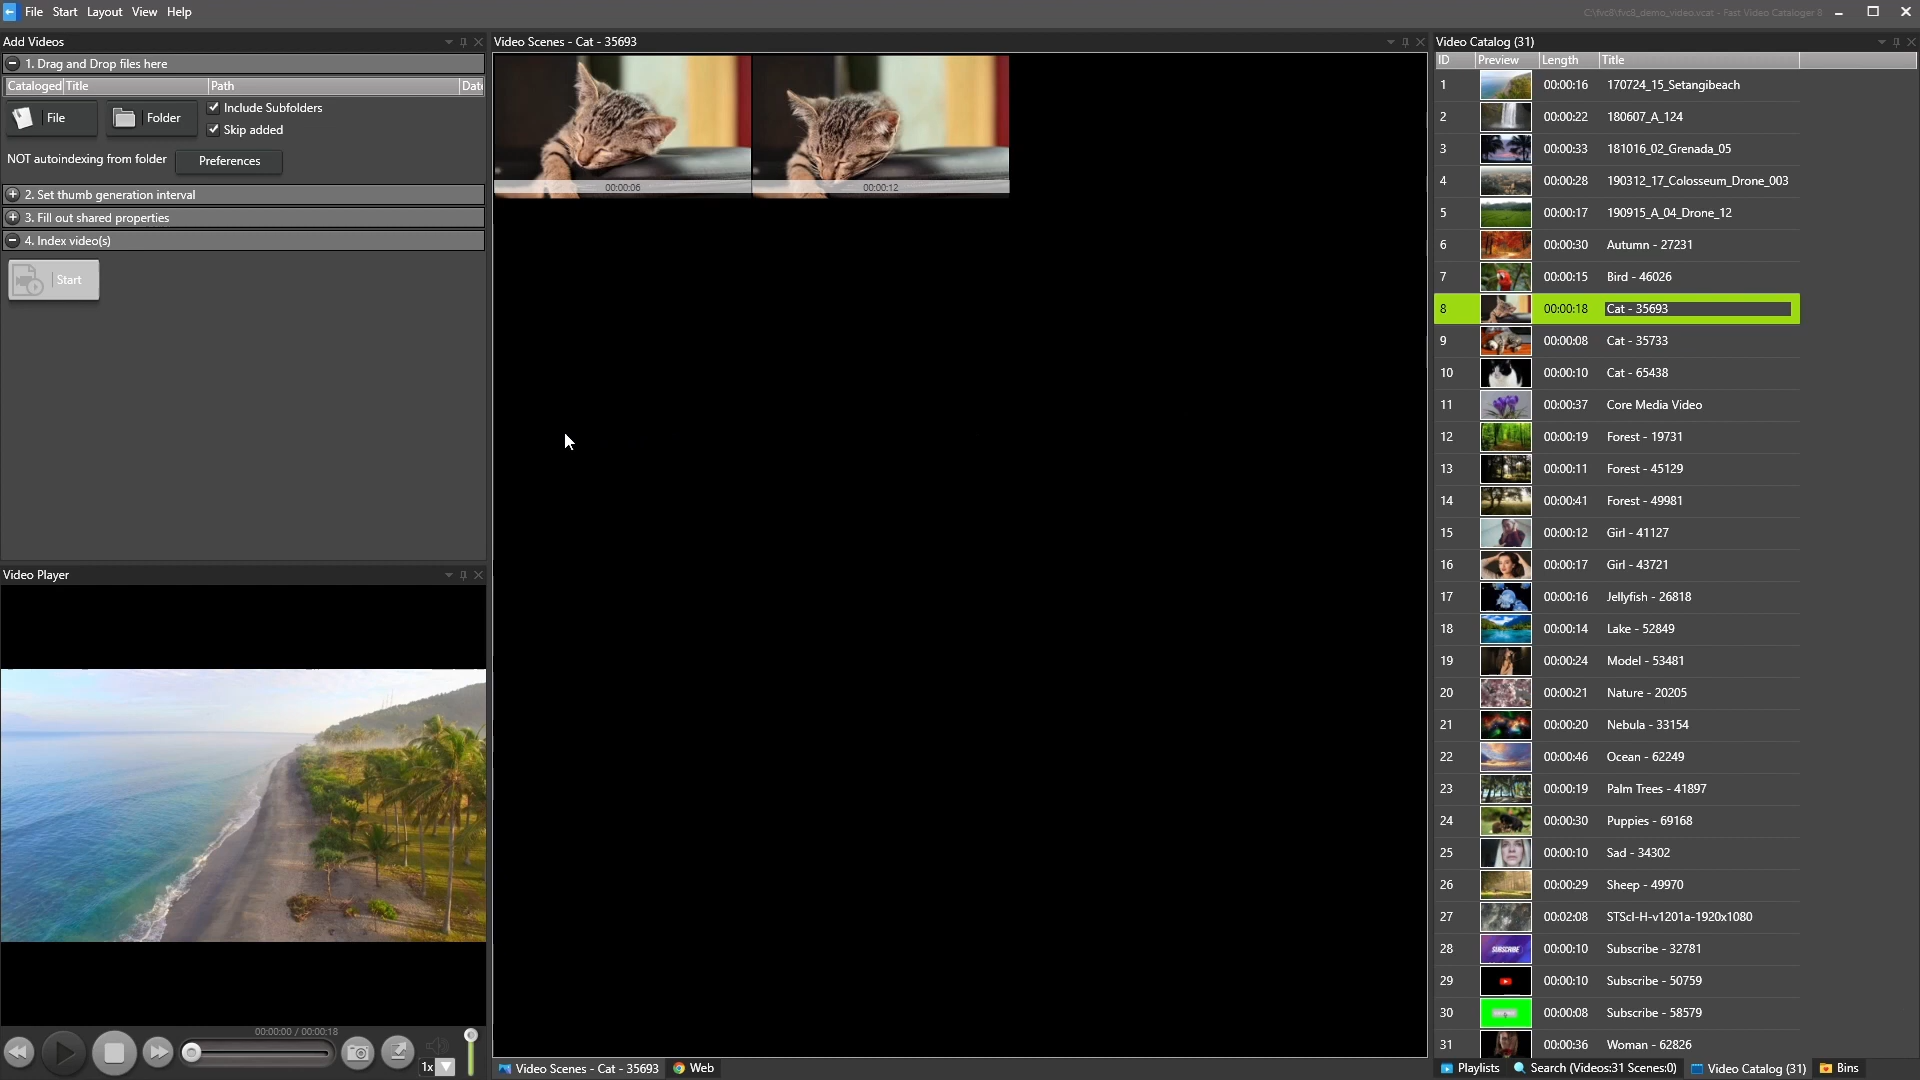 File Start Layout View Help
C:\fvc8\fvc8_demo_video.vcat - Fast Video Cataloger 8
Add Videos
1. Drag and Drop files here
Cataloged Title Path Date
File
Folder
Include Subfolders
Skip added
NOT autoindexing from folder
Preferences
2. Set thumb generation interval
3. Fill out shared properties
4. Index video(s)
Start
Video Player
00:00:00 / 00:00:18
1x
Video Scenes - Cat - 35693
00:00:06
00:00:12
Video Scenes - Cat - 35693
Web
Video Catalog (31)
ID Preview Length Title
1 00:00:16 170724_15_Setangibeach
2 00:00:22 180607_A_124
3 00:00:33 181016_02_Grenada_05
4 00:00:28 190312_17_Colosseum_Drone_003
5 00:00:17 190915_A_04_Drone_12
6 00:00:30 Autumn - 27231
7 00:00:15 Bird - 46026
8 00:00:18 Cat - 35693
9 00:00:08 Cat - 35733
10 00:00:10 Cat - 65438
11 00:00:37 Core Media Video
12 00:00:19 Forest - 19731
13 00:00:11 Forest - 45129
14 00:00:41 Forest - 49981
15 00:00:12 Girl - 41127
16 00:00:17 Girl - 43721
17 00:00:16 Jellyfish - 26818
18 00:00:14 Lake - 52849
19 00:00:24 Model - 53481
20 00:00:21 Nature - 20205
21 00:00:20 Nebula - 33154
22 00:00:46 Ocean - 62249
23 00:00:19 Palm Trees - 41897
24 00:00:30 Puppies - 69168
25 00:00:10 Sad - 34302
26 00:00:29 Sheep - 49970
27 00:02:08 STScI-H-v1201a-1920x1080
28 SUBSCRIBE 00:00:10 Subscribe - 32781
29 00:00:10 Subscribe - 50759
30 00:00:08 Subscribe - 58579
31 00:00:36 Woman - 62826
Playlists
Search (Videos:31 Scenes:0)
Video Catalog (31)
Bins